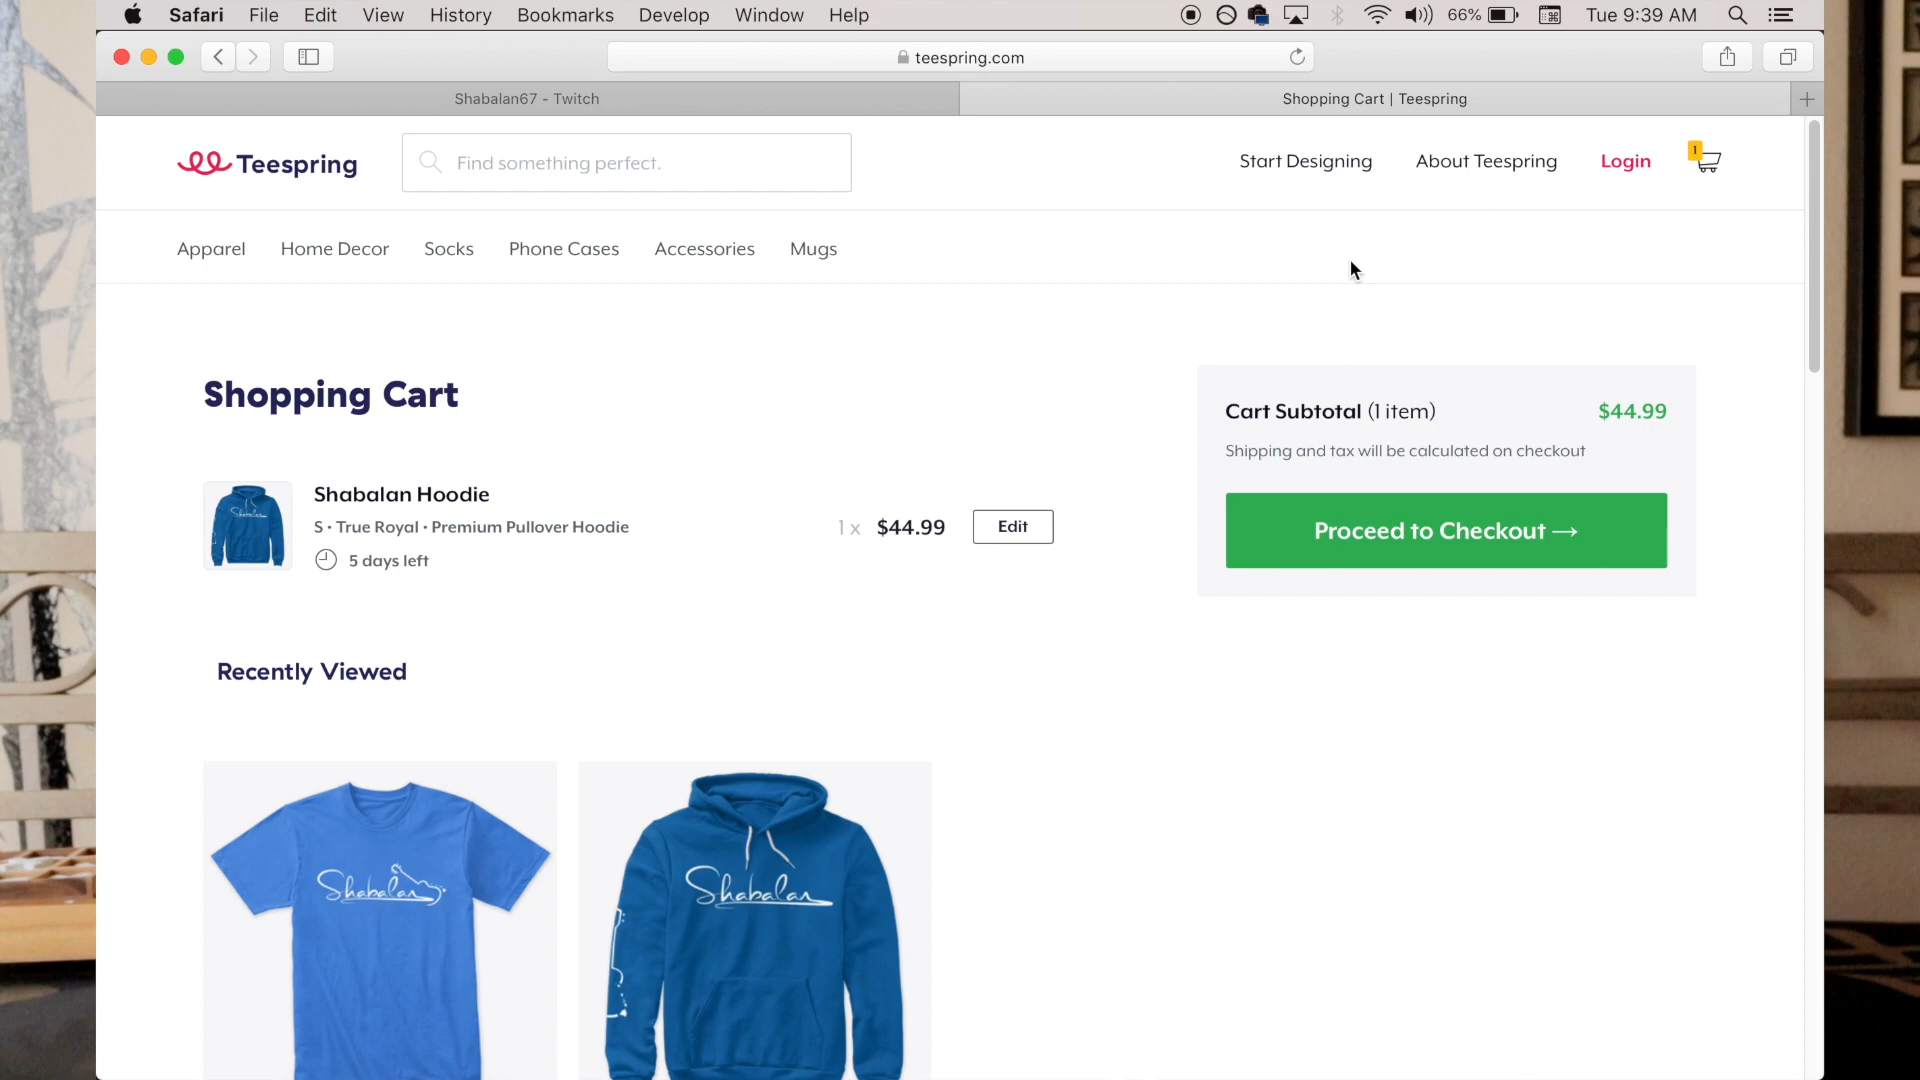 Safari File Edit View History Bookmarks Develop Window Help 66% Tue 9:39 AM
teespring.com
Shabalan67 - Twitch
Shopping Cart | Teespring
Teespring
Find something perfect.
Start Designing
About Teespring
Login
1
Apparel
Home Decor
Socks
Phone Cases
Accessories
Mugs
Shopping Cart
Shabalan Hoodie
S • True Royal • Premium Pullover Hoodie
5 days left
1 x $44.99
Edit
Cart Subtotal (1 item) $44.99
Shipping and tax will be calculated on checkout
Proceed to Checkout →
Recently Viewed
Shabalan
Shabalan
Shabalan